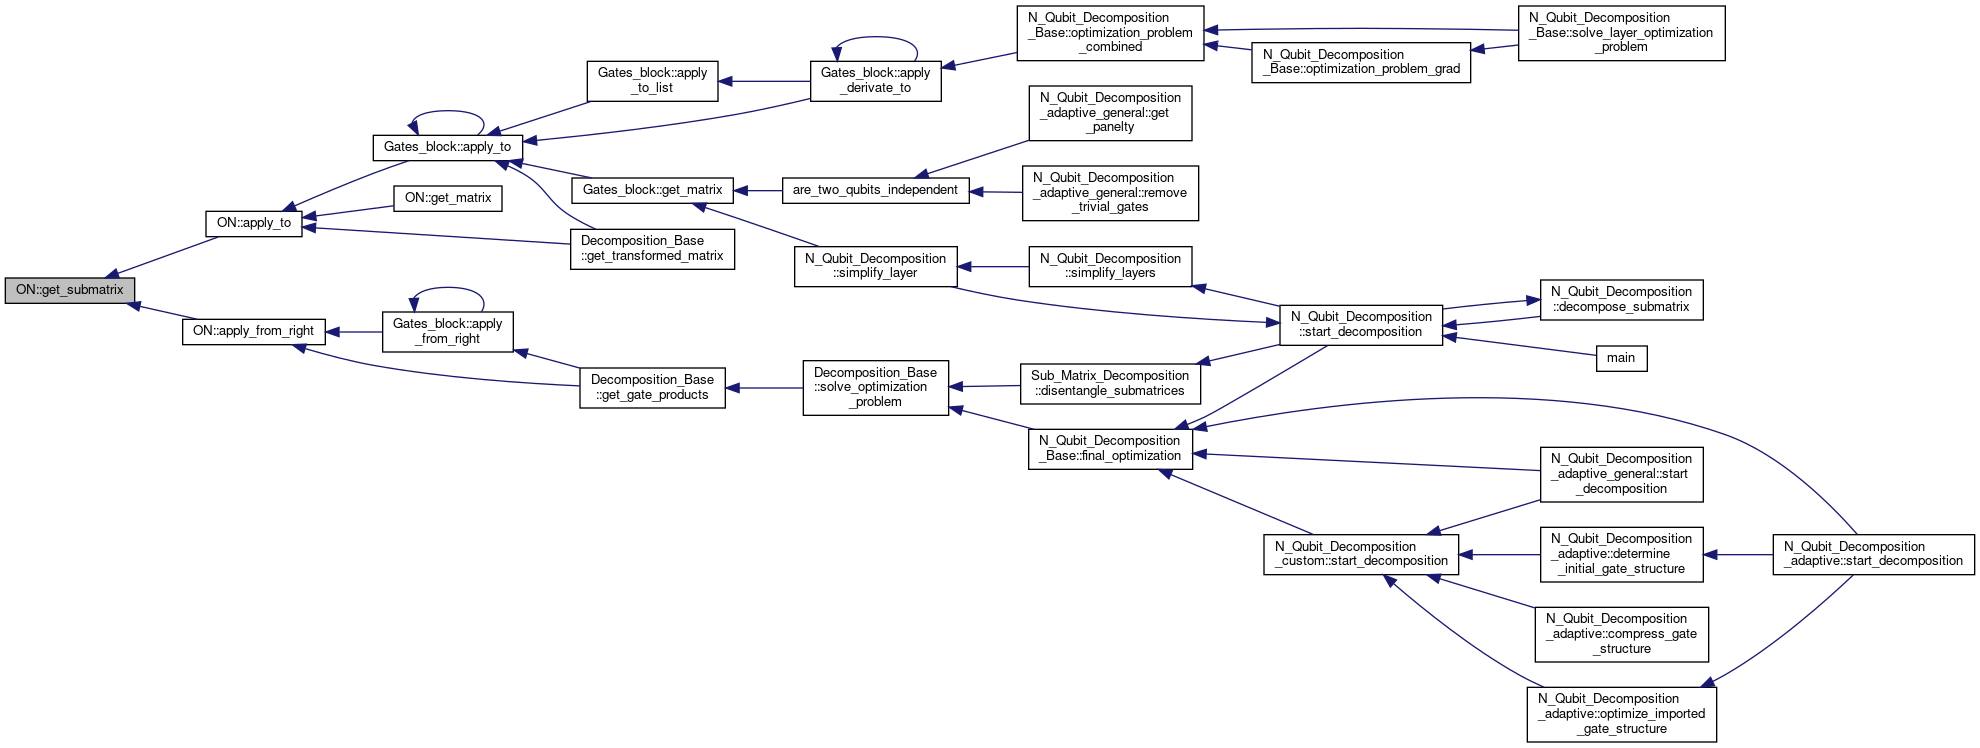 ON::get_submatrix
ON::apply_to
ON::apply_from_right
Gates_block::apply_to
ON::get_matrix
Gates_block::apply
_from_right
Gates_block::apply
_to_list
Gates_block::get_matrix
Decomposition_Base
::get_transformed_matrix
Decomposition_Base
::get_gate_products
Gates_block::apply
_derivate_to
are_two_qubits_independent
N_Qubit_Decomposition
::simplify_layer
Decomposition_Base
::solve_optimization
_problem
N_Qubit_Decomposition
_Base::optimization_problem
_combined
N_Qubit_Decomposition
_adaptive_general::get
_panelty
N_Qubit_Decomposition
_adaptive_general::remove
_trivial_gates
N_Qubit_Decomposition
::simplify_layers
Sub_Matrix_Decomposition
::disentangle_submatrices
N_Qubit_Decomposition
_Base::final_optimization
N_Qubit_Decomposition
_Base::optimization_problem_grad
N_Qubit_Decomposition
::start_decomposition
N_Qubit_Decomposition
_custom::start_decomposition
N_Qubit_Decomposition
_Base::solve_layer_optimization
_problem
N_Qubit_Decomposition
::decompose_submatrix
main
N_Qubit_Decomposition
_adaptive_general::start
_decomposition
N_Qubit_Decomposition
_adaptive::determine
_initial_gate_structure
N_Qubit_Decomposition
_adaptive::compress_gate
_structure
N_Qubit_Decomposition
_adaptive::optimize_imported
_gate_structure
N_Qubit_Decomposition
_adaptive::start_decomposition